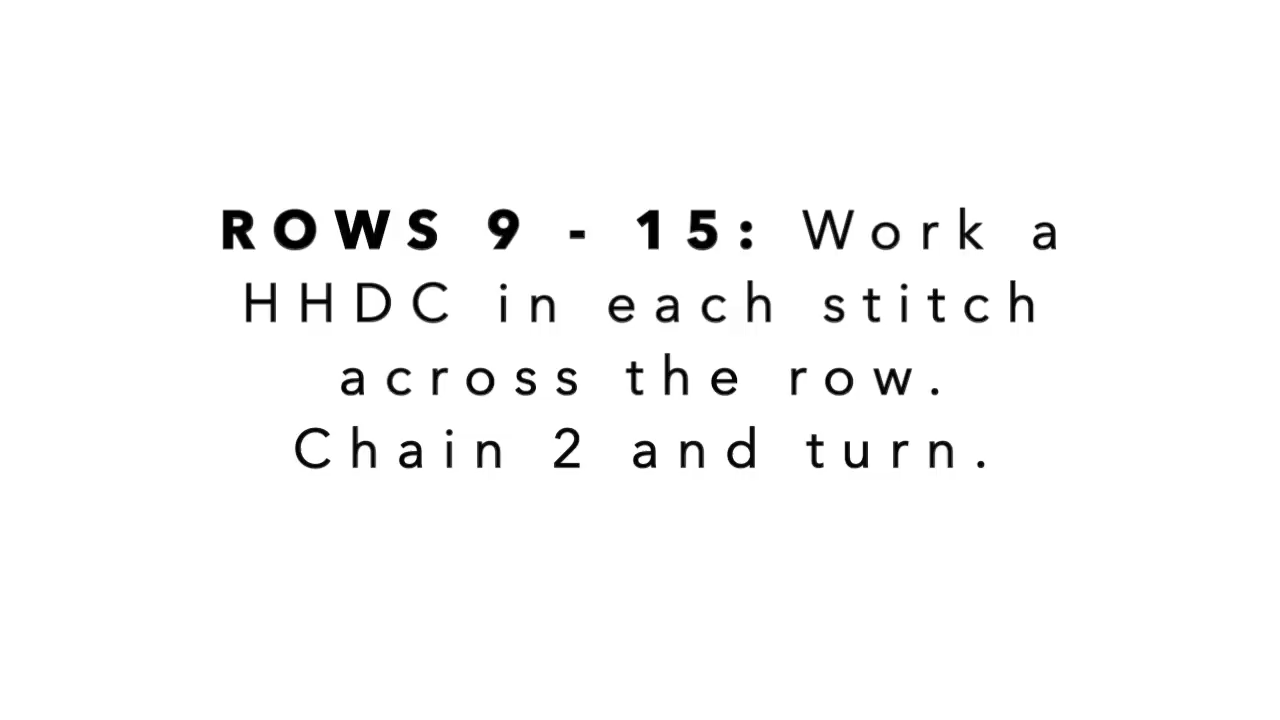 ROWS 9 - 15: Work a
HHDC in each stitch
across the row.
Chain 2 and turn.